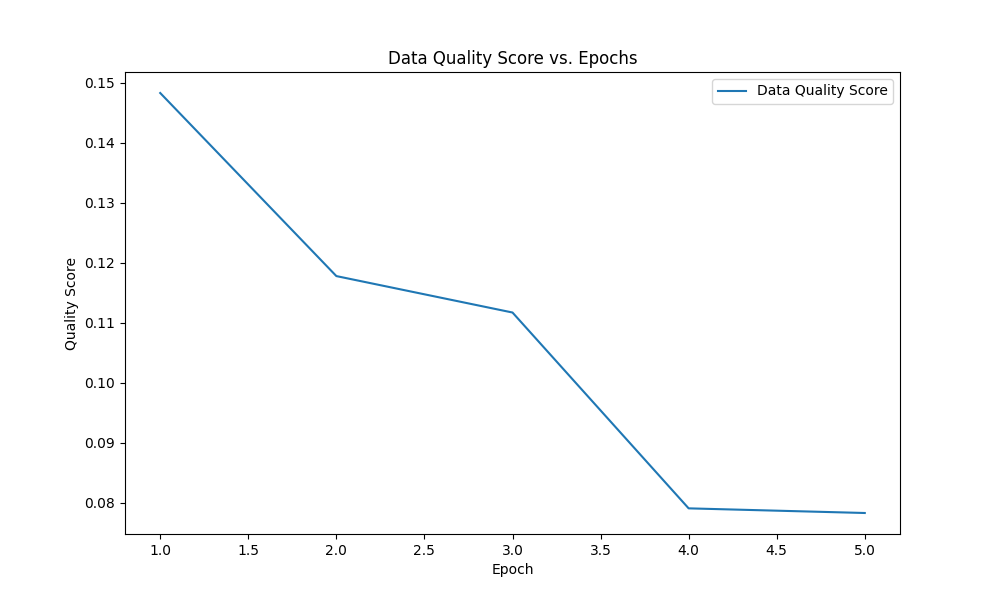 Data Quality Score vs. Epochs
Data Quality Score
0.15
0.14
0.13
0.12
0.11
0.10
0.09
0.08
Quality Score
1.0 1.5 2.0 2.5 3.0 3.5 4.0 4.5 5.0
Epoch